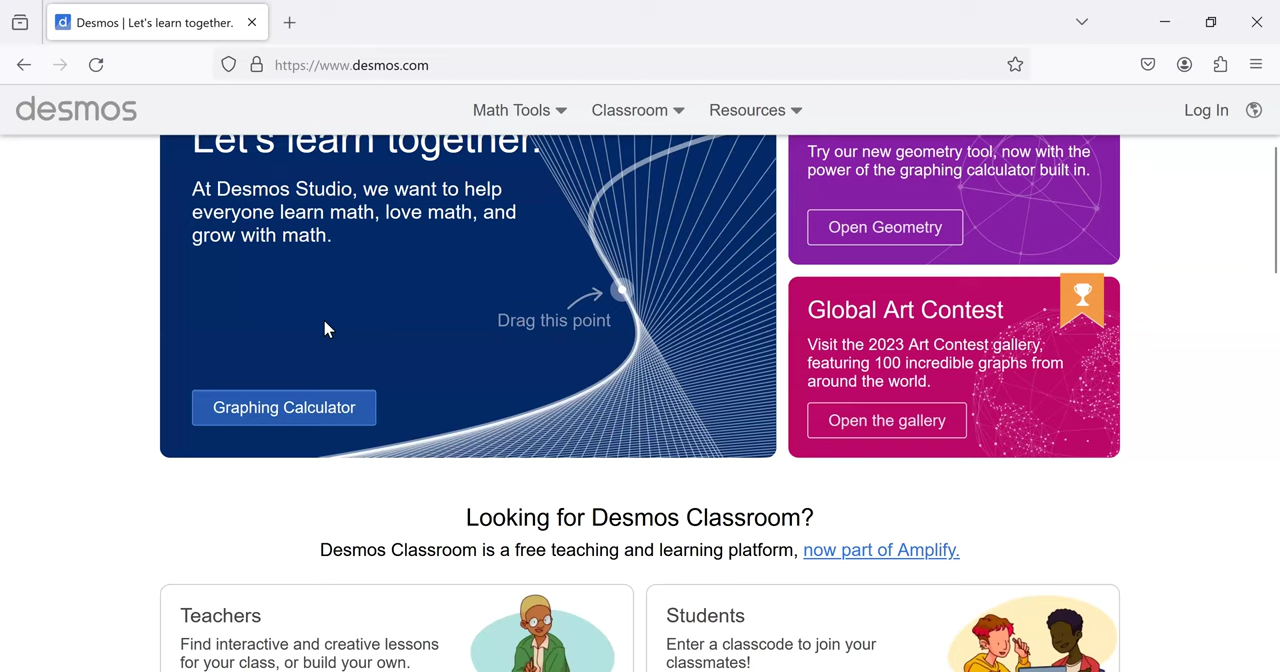 Desmos | Let's learn together.
https://www.desmos.com
desmos
Math Tools
Classroom
Resources
Log In
Let's learn together.
At Desmos Studio, we want to help
everyone learn math, love math, and
grow with math.
Drag this point
Graphing Calculator
Try our new geometry tool, now with the
power of the graphing calculator built in.
Open Geometry
Global Art Contest
Visit the 2023 Art Contest gallery,
featuring 100 incredible graphs from
around the world.
Open the gallery
Looking for Desmos Classroom?
Desmos Classroom is a free teaching and learning platform, now part of Amplify.
Teachers
Find interactive and creative lessons
for your class, or build your own.
Students
Enter a classcode to join your
classmates!